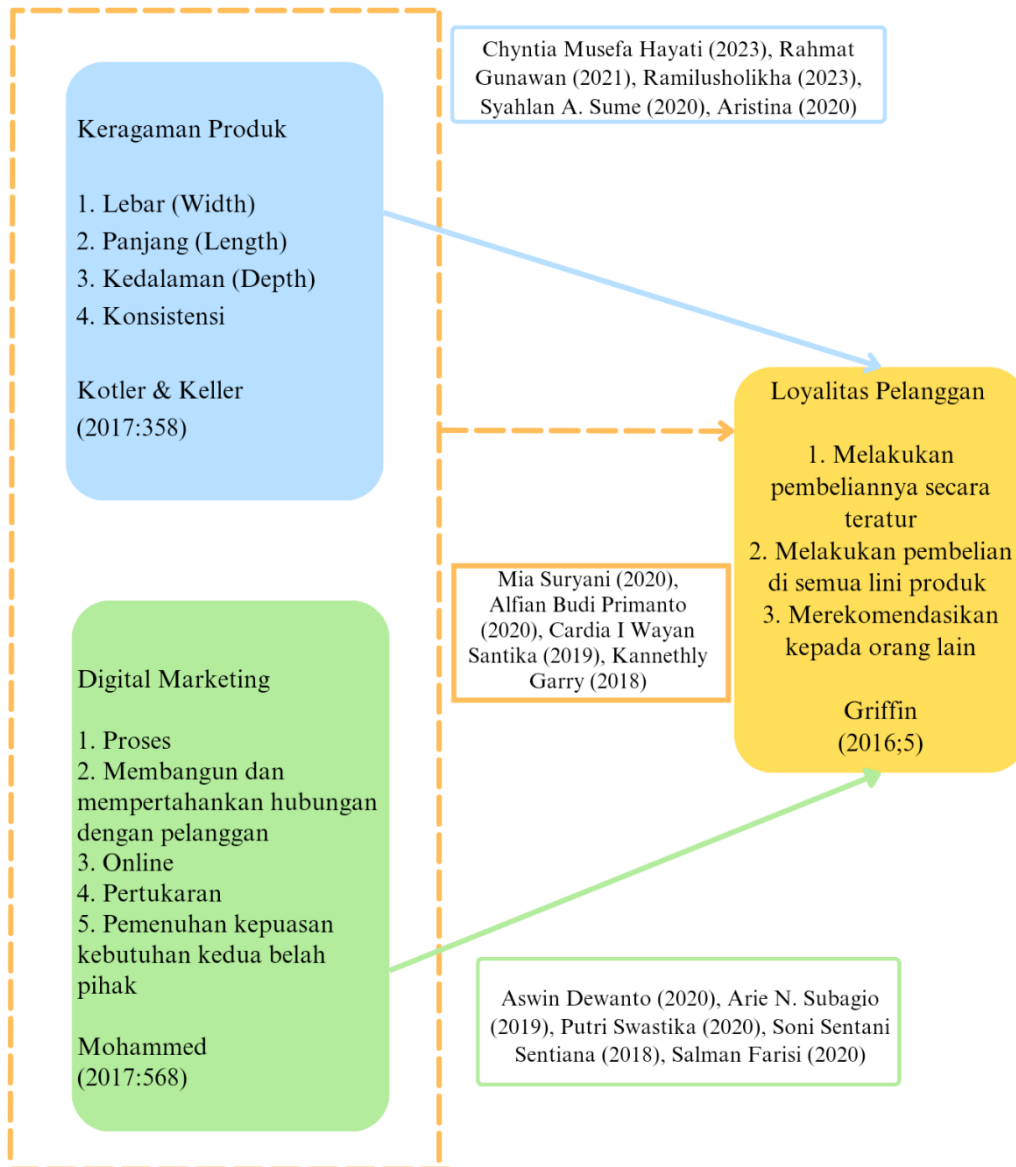 Chyntia Musefa Hayati (2023), Rahmat
Gunawan (2021), Ramilusholikha (2023),
Syahlan A. Sume (2020), Aristina (2020)
Keragaman Produk
1. Lebar (Width)
2. Panjang (Length)
3. Kedalaman (Depth)
4. Konsistensi
Kotler & Keller
(2017:358)
Loyalitas Pelanggan
1. Melakukan
pembeliannya secara
teratur
2. Melakukan pembelian
di semua lini produk
3. Merekomendasikan
kepada orang lain
Griffin
(2016;5)
Mia Suryani (2020),
Alfian Budi Primanto
(2020), Cardia I Wayan
Santika (2019), Kannethly
Garry (2018)
Digital Marketing
1. Proses
2. Membangun dan
mempertahankan hubungan
dengan pelanggan
3. Online
4. Pertukaran
5. Pemenuhan kepuasan
kebutuhan kedua belah
pihak
Mohammed
(2017:568)
Aswin Dewanto (2020), Arie N. Subagio
(2019), Putri Swastika (2020), Soni Sentani
Sentiana (2018), Salman Farisi (2020)